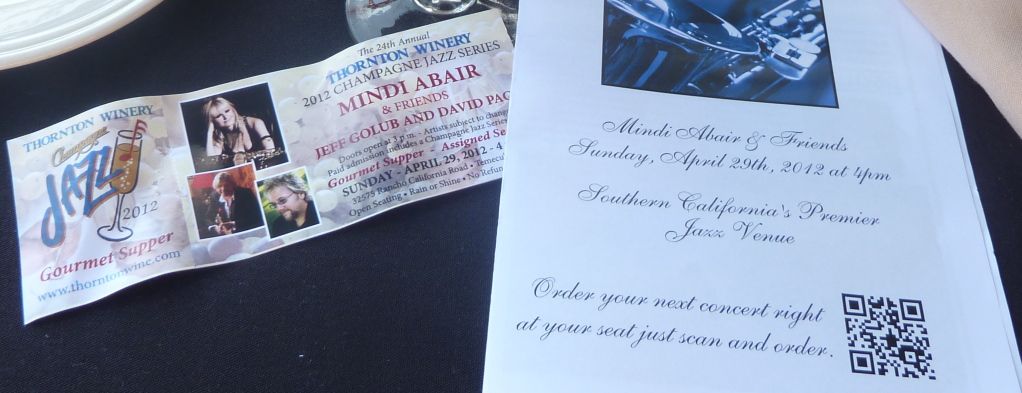 THORNTON WINERY
Champagne
JAZZ
2012
Gourmet Supper
www.thorntonwine.com
The 24th Annual
THORNTON WINERY
2012 CHAMPAGNE JAZZ SERIES
MINDI ABAIR
& FRIENDS
JEFF GOLUB AND DAVID PAC
Doors open at 3 p.m. - Artists subject to change
Paid admission includes a Champagne Jazz Series
Gourmet Supper - Assigned Se
SUNDAY - APRIL 29, 2012 - 4
32575 Rancho California Road • Temecu
Open Seating • Rain or Shine • No Refun
Mindi Abair & Friends
Sunday, April 29th, 2012 at 4pm
Southern California's Premier
Jazz Venue
Order your next concert right
at your seat just scan and order.